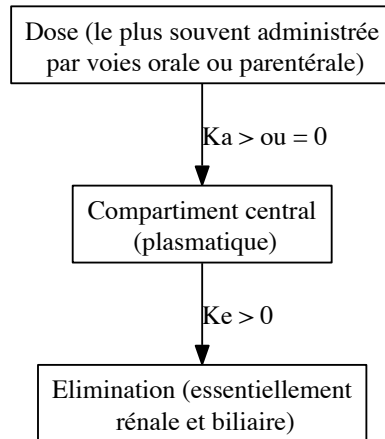 Dose (le plus souvent administrée
par voies orale ou parentérale)
Ka > ou = 0
Compartiment central
(plasmatique)
Ke > 0
Elimination (essentiellement
rénale et biliaire)